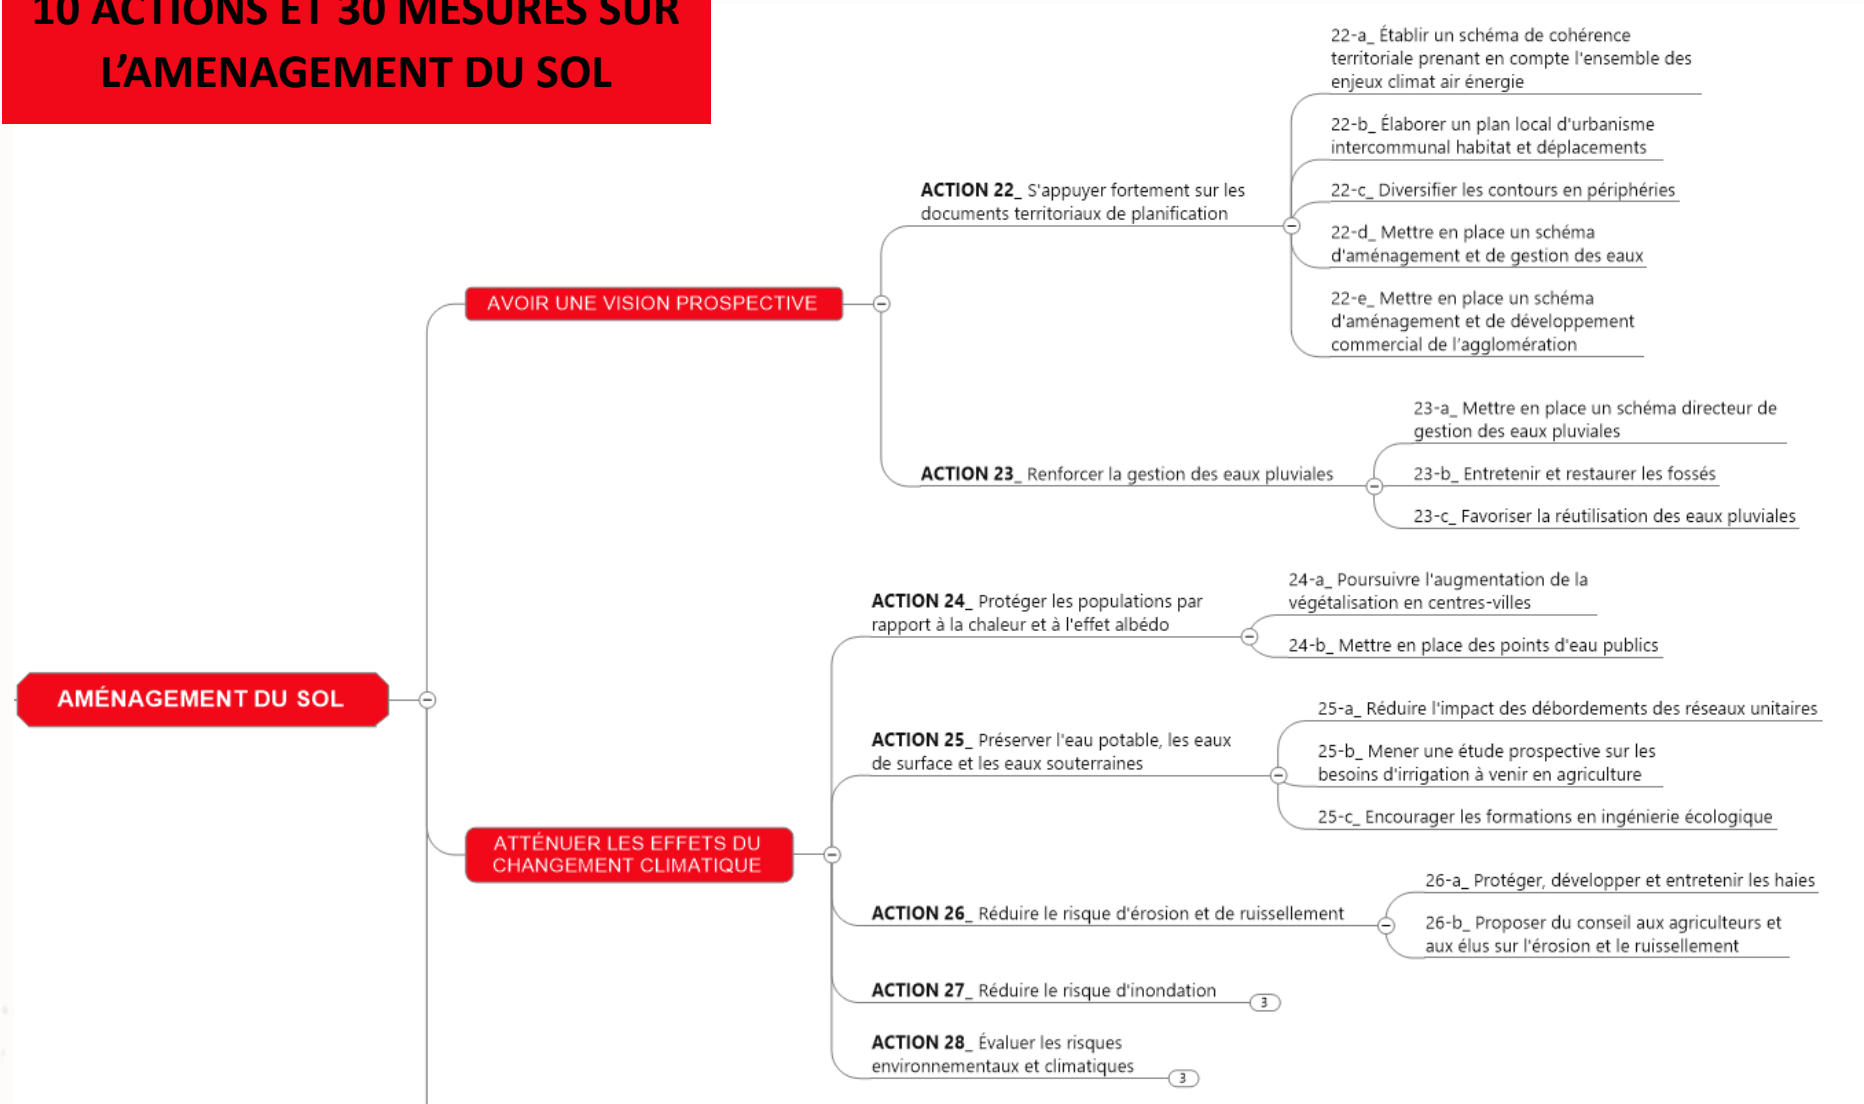 10 ACTIONS ET 30 MESURES SUR
L’AMENAGEMENT DU SOL
AMÉNAGEMENT DU SOL
AVOIR UNE VISION PROSPECTIVE
ACTION 22_ S'appuyer fortement sur les
documents territoriaux de planification
22-a_ Établir un schéma de cohérence
territoriale prenant en compte l'ensemble des
enjeux climat air énergie
22-b_ Élaborer un plan local d'urbanisme
intercommunal habitat et déplacements
22-c_ Diversifier les contours en périphéries
22-d_ Mettre en place un schéma
d'aménagement et de gestion des eaux
22-e_ Mettre en place un schéma
d'aménagement et de développement
commercial de l’agglomération
ACTION 23_ Renforcer la gestion des eaux pluviales
23-a_ Mettre en place un schéma directeur de
gestion des eaux pluviales
23-b_ Entretenir et restaurer les fossés
23-c_ Favoriser la réutilisation des eaux pluviales
ATTÉNUER LES EFFETS DU
CHANGEMENT CLIMATIQUE
ACTION 24_ Protéger les populations par
rapport à la chaleur et à l'effet albédo
24-a_ Poursuivre l'augmentation de la
végétalisation en centres-villes
24-b_ Mettre en place des points d'eau publics
ACTION 25_ Préserver l'eau potable, les eaux
de surface et les eaux souterraines
25-a_ Réduire l'impact des débordements des réseaux unitaires
25-b_ Mener une étude prospective sur les
besoins d'irrigation à venir en agriculture
25-c_ Encourager les formations en ingénierie écologique
ACTION 26_ Réduire le risque d'érosion et de ruissellement
26-a_ Protéger, développer et entretenir les haies
26-b_ Proposer du conseil aux agriculteurs et
aux élus sur l'érosion et le ruissellement
ACTION 27_ Réduire le risque d'inondation
3
ACTION 28_ Évaluer les risques
environnementaux et climatiques
3